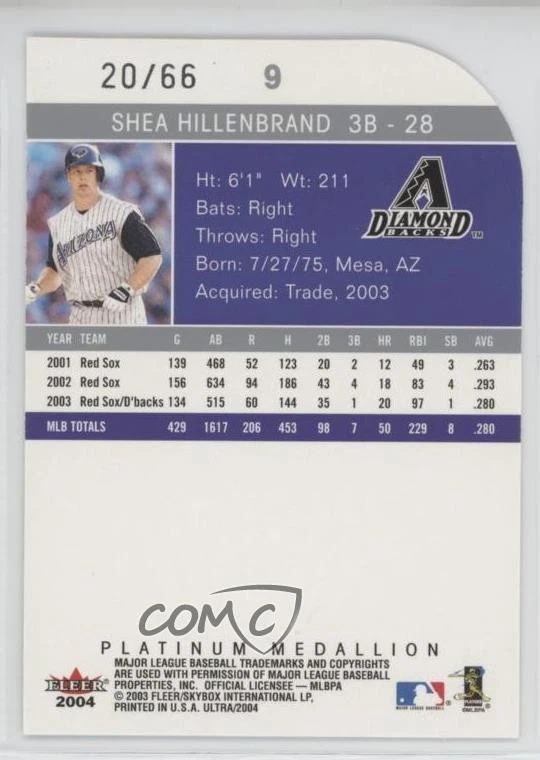 20/66 9
SHEA HILLENBRAND 3B - 28
Ht: 6'1" Wt: 211
Bats: Right
Throws: Right
Born: 7/27/75, Mesa, AZ
Acquired: Trade, 2003
A
DIAMOND
BACKS TM
ARIZONA
YEAR TEAM G AB R H 2B 3B HR RBI SB AVG
2001 Red Sox 139 468 52 123 20 2 12 49 3 .263
2002 Red Sox 156 634 94 186 43 4 18 83 4 .293
2003 Red Sox/D'backs 134 515 60 144 35 1 20 97 1 .280
MLB TOTALS 429 1617 206 453 98 7 50 229 8 .280
COMC
PLATINUM MEDALLION
MAJOR LEAGUE BASEBALL TRADEMARKS AND COPYRIGHTS
ARE USED WITH PERMISSION OF MAJOR LEAGUE BASEBALL
PROPERTIES, INC. OFFICIAL LICENSEE — MLBPA
© 2003 FLEER/SKYBOX INTERNATIONAL LP,
PRINTED IN U.S.A. ULTRA/2004
FLEER
2004
MAJOR LEAGUE BASEBALL
©MLBPA